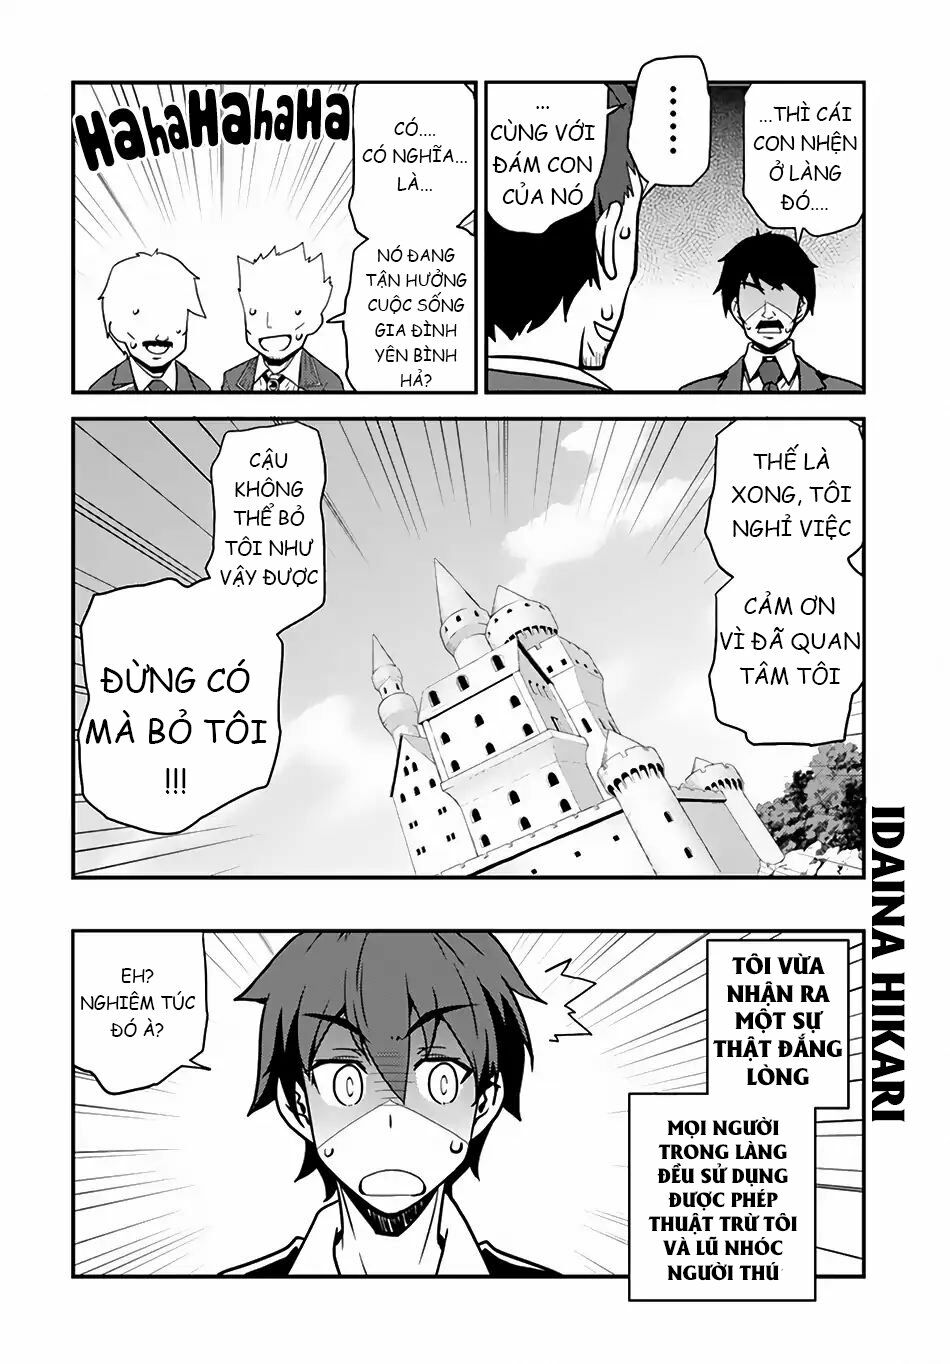 ...THÌ CÁI
CON NHỆN
Ở LÀNG
ĐÓ....
......
...
CÙNG VỚI
ĐÁM CON
CỦA NÓ
CÓ....
CÓ NGHĨA...
LÀ...
NÓ ĐANG
TẬN HƯỞNG
CUỘC SỐNG
GIA ĐÌNH
YÊN BÌNH
HẢ?
HaHaHaHaHaHa
THẾ LÀ
XONG, TÔI
NGHỈ VIỆC
CẢM ƠN
VÌ ĐÃ QUAN
TÂM TÔI
CẬU
KHÔNG
THỂ BỎ
TÔI NHƯ
VẬY ĐƯỢC
ĐỪNG CÓ
MÀ BỎ TÔI
!!!
IDAINA HIKARI
TÔI VỪA
NHẬN RA
MỘT SỰ
THẬT ĐẮNG
LÒNG
MỌI NGƯỜI
TRONG LÀNG
ĐỀU SỬ DỤNG
ĐƯỢC PHÉP
THUẬT TRỪ TÔI
VÀ LŨ NHÓC
NGƯỜI THÚ
EH?
NGHIÊM TÚC
ĐÓ À?